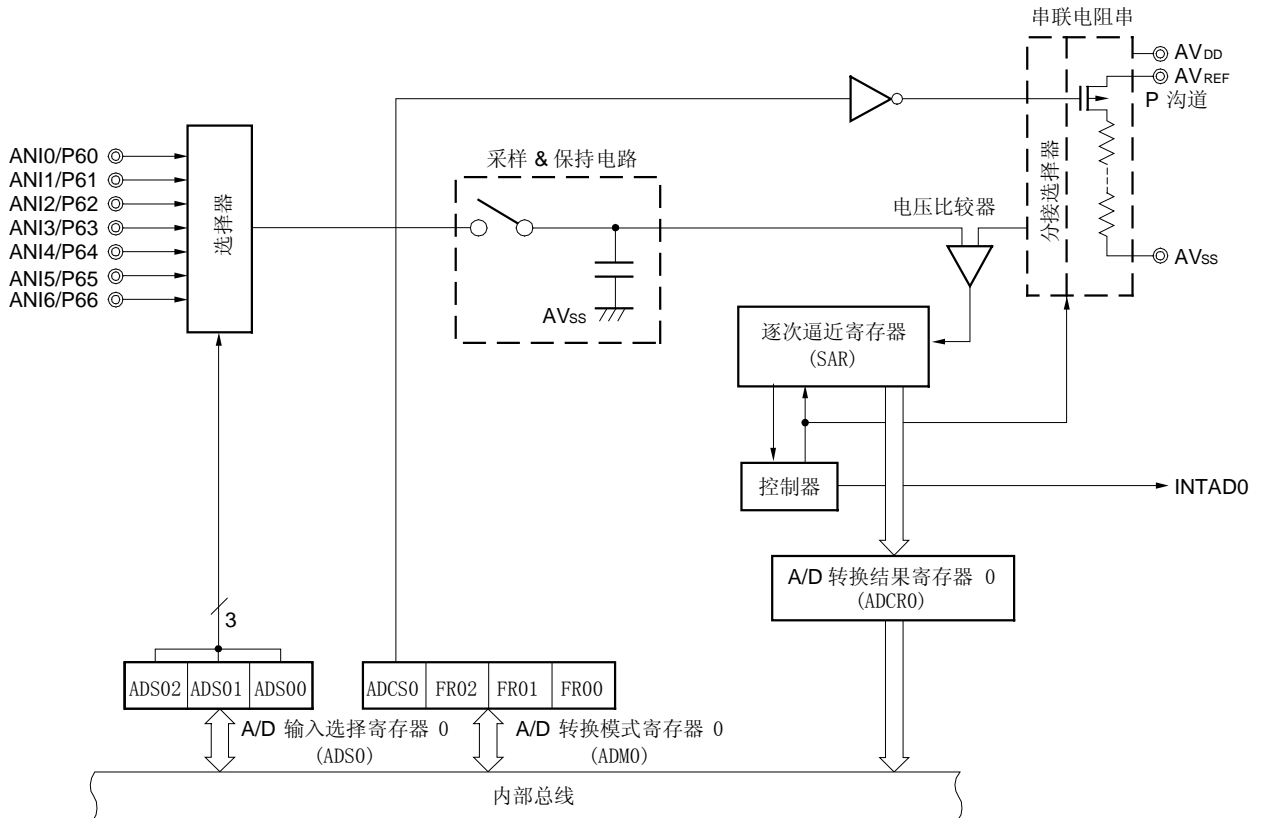 串联电阻串
AVDD
AVREF
P 沟道
ANI0/P60
ANI1/P61
ANI2/P62
ANI3/P63
ANI4/P64
ANI5/P65
ANI6/P66
选择器
采样 & 保持电路
AVSS
电压比较器
分接选择器
AVSS
逐次逼近寄存器
(SAR)
控制器
INTAD0
A/D 转换结果寄存器 0
(ADCR0)
3
ADS02 ADS01 ADS00
ADCS0 FR02 FR01 FR00
A/D 输入选择寄存器 0
(ADS0)
A/D 转换模式寄存器 0
(ADM0)
内部总线